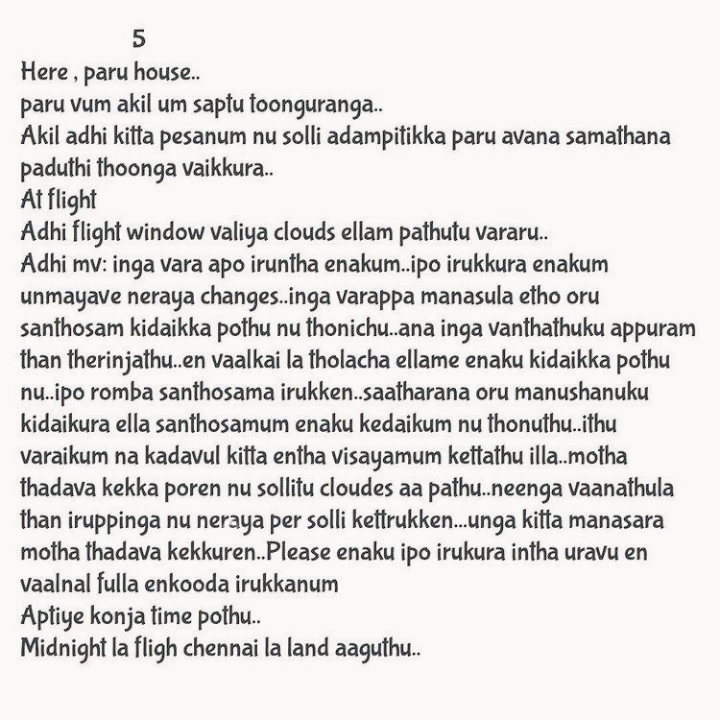 5
Here , paru house..
paru vum akil um saptu toonguranga..
Akil adhi kitta pesanum nu solli adampitikka paru avana samathana
paduthi thoonga vaikkura..
At flight
Adhi flight window valiya clouds ellam pathutu vararu..
Adhi mv: inga vara apo iruntha enakum..ipo irukkura enakum
unmayave neraya changes..inga varappa manasula etho oru
santhosam kidaikka pothu nu thonichu..ana inga vanthathuku appuram
than therinjathu..en vaalkai la tholacha ellame enaku kidaikka pothu
nu..ipo romba santhosama irukken..saatharana oru manushanuku
kidaikura ella santhosamum enaku kedaikum nu thonuthu..ithu
varaikum na kadavul kitta entha visayamum kettathu illa..motha
thadava kekka poren nu sollitu cloudes aa pathu..neenga vaanathula
than iruppinga nu neraya per solli kettrukken...unga kitta manasara
motha thadava kekkuren..Please enaku ipo irukura intha uravu en
vaalnal fulla enkooda irukkanum
Aptiye konja time pothu..
Midnight la fligh chennai la land aaguthu..